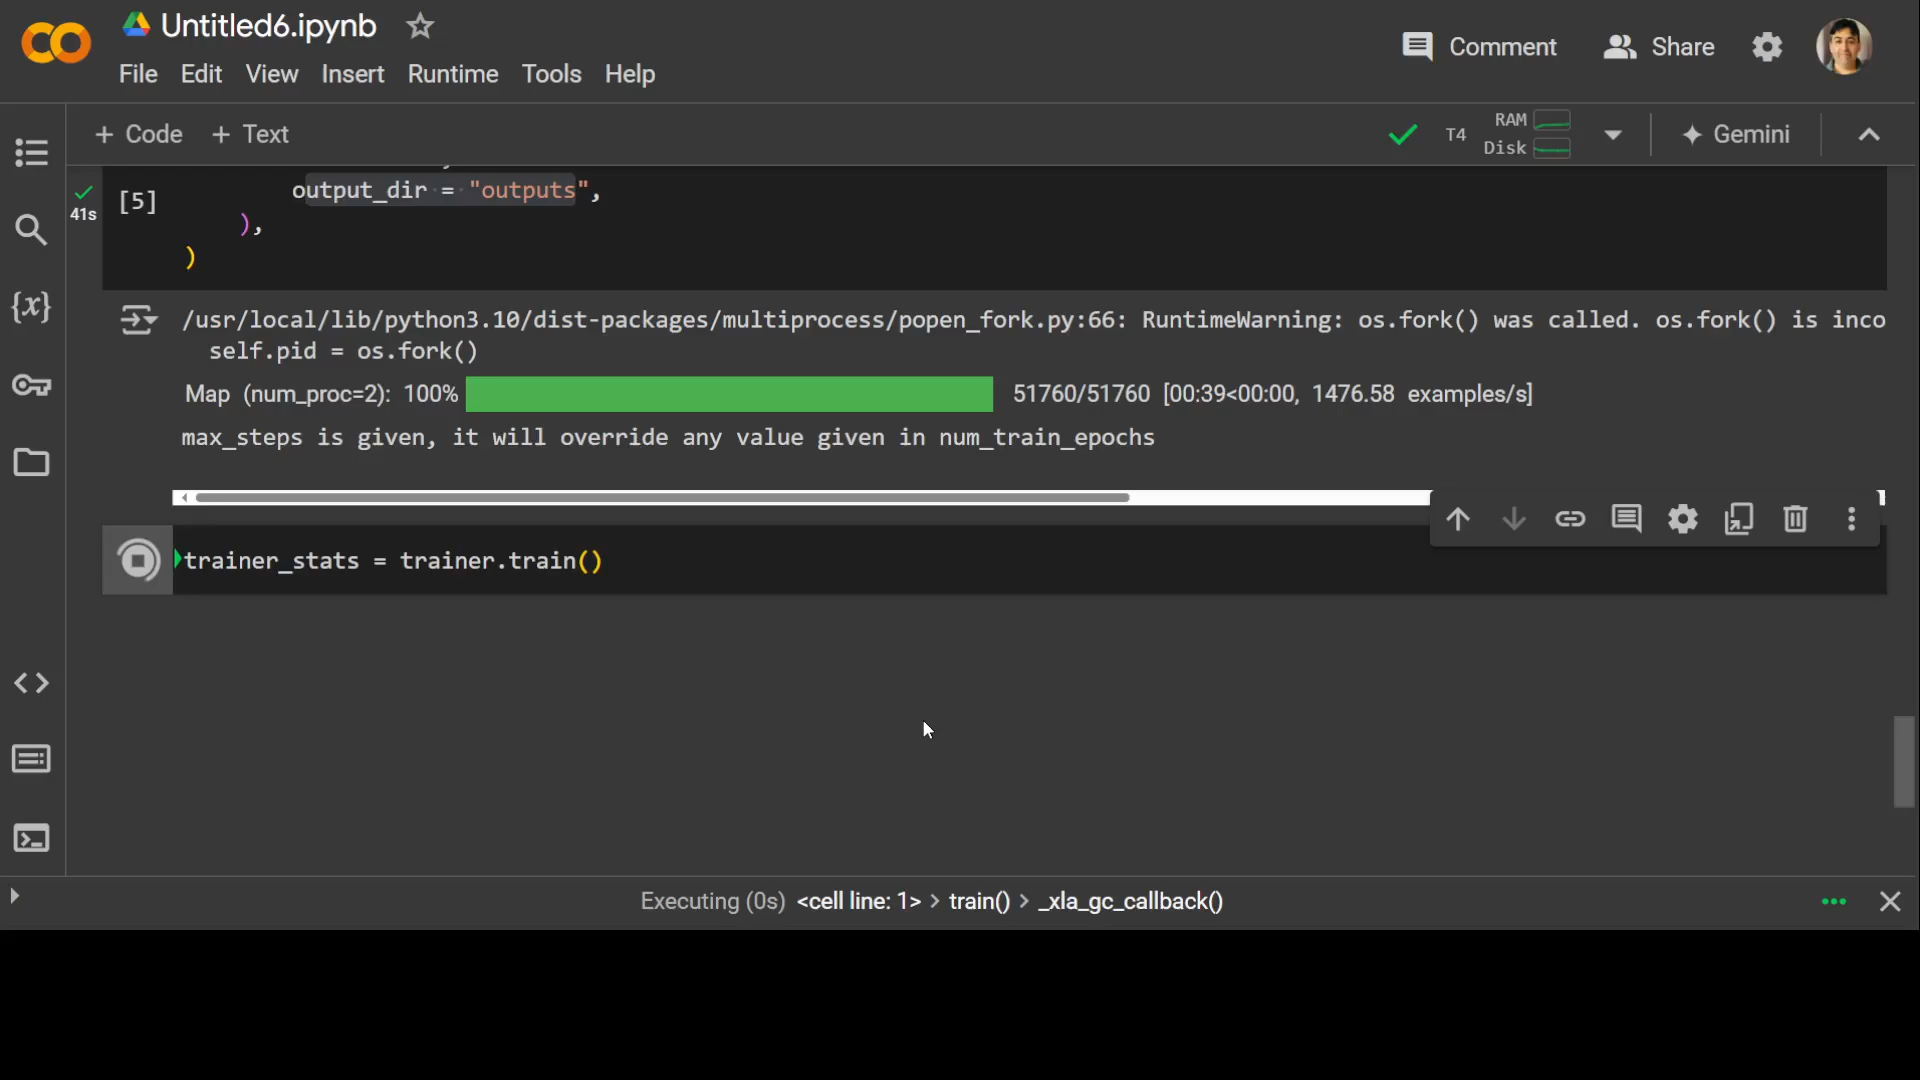 Untitled6.ipynb
Comment
Share
File Edit View Insert Runtime Tools Help
+ Code + Text
T4
RAM
Disk
Gemini
41s
[5]
output_dir = "outputs",
),
)
/usr/local/lib/python3.10/dist-packages/multiprocess/popen_fork.py:66: RuntimeWarning: os.fork() was called. os.fork() is inco
self.pid = os.fork()
Map (num_proc=2): 100% 51760/51760 [00:39<00:00, 1476.58 examples/s]
max_steps is given, it will override any value given in num_train_epochs
trainer_stats = trainer.train()
Executing (0s) <cell line: 1> > train() > _xla_gc_callback()